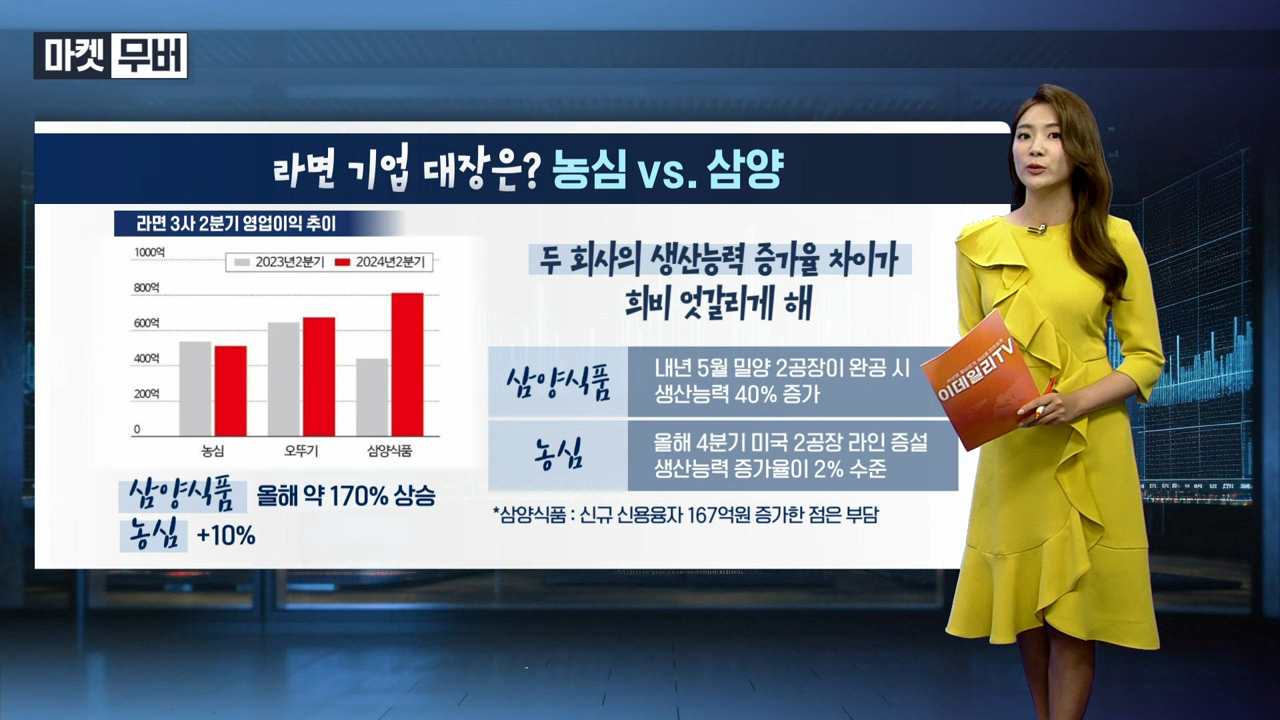 마켓무버
라면 기업 대장은? 농심 vs. 삼양
라면 3사 2분기 영업이익 추이
1000억
2023년2분기 2024년2분기
800억
600억
400억
200억
0
농심 오뚜기 삼양식품
삼양식품 올해 약 170% 상승
농심 +10%
두 회사의 생산능력 증가율 차이가
희비 엇갈리게 해
삼양식품
내년 5월 밀양 2공장이 완공 시
생산능력 40% 증가
농심
올해 4분기 미국 2공장 라인 증설
생산능력 증가율이 2% 수준
*삼양식품 : 신규 신용융자 167억원 증가한 점은 부담
이데일리TV